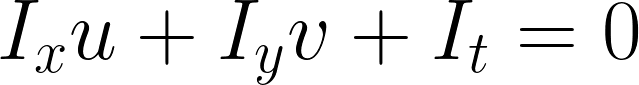 I_x u + I_y v + I_t = 0